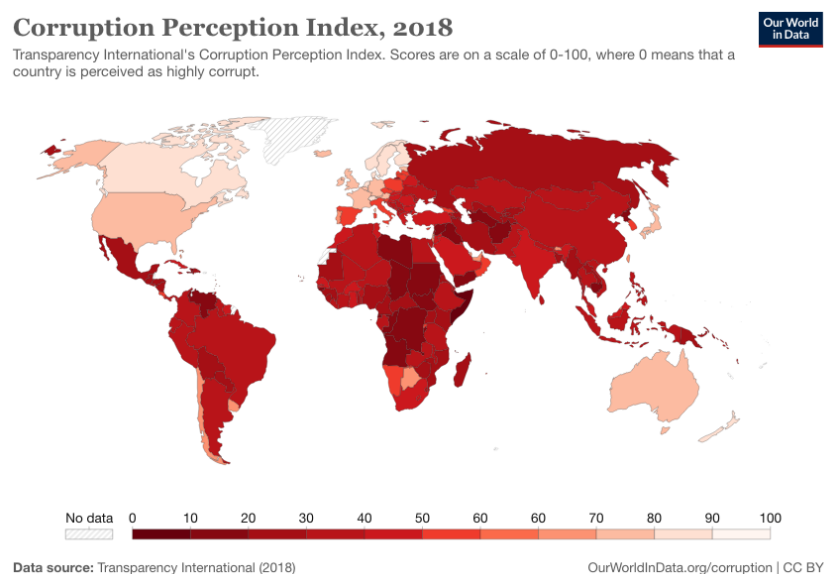 Corruption Perception Index, 2018
Our World
in Data
Transparency International's Corruption Perception Index. Scores are on a scale of 0-100, where 0 means that a
country is perceived as highly corrupt.
No data 0 10 20 30 40 50 60 60 70 80 90 100
Data source: Transparency International (2018)
OurWorldInData.org/corruption | CC BY